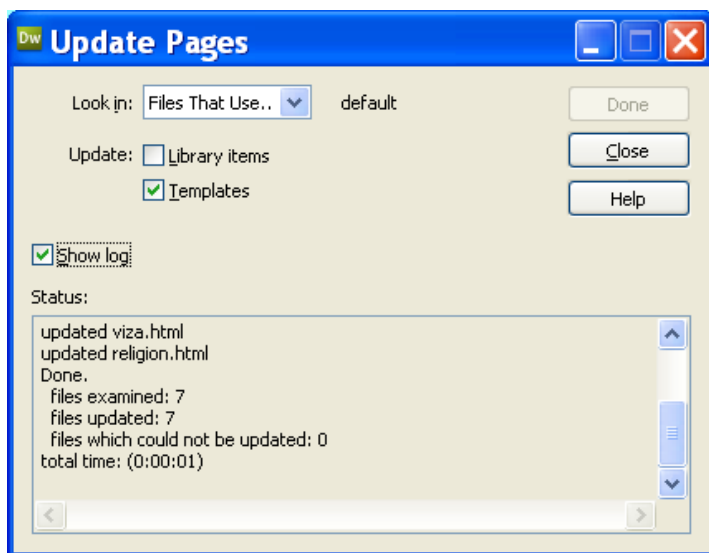 Dw Update Pages
Look in: Files That Use.. default
Done
Update: Library items
Close
Templates
Help
Show log
Status:
updated viza.html
updated religion.html
Done.
files examined: 7
files updated: 7
files which could not be updated: 0
total time: (0:00:01)